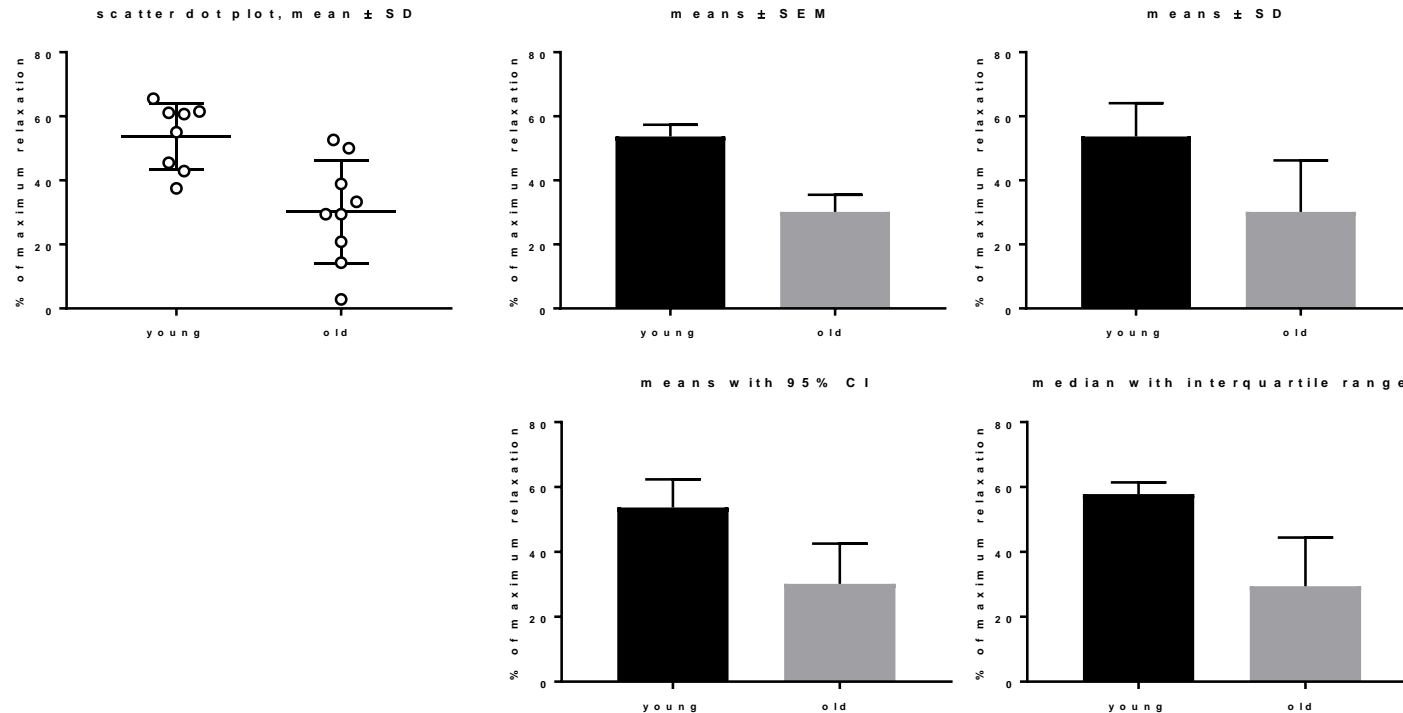 scatter dot plot, mean ± SD
% of maximum relaxation
80
60
40
20
0
young old
means ± SEM
% of maximum relaxation
80
60
40
20
0
young old
means ± SD
% of maximum relaxation
80
60
40
20
0
young old
means with 95% CI
% of maximum relaxation
80
60
40
20
0
young old
median with interquartile range
% of maximum relaxation
80
60
40
20
0
young old